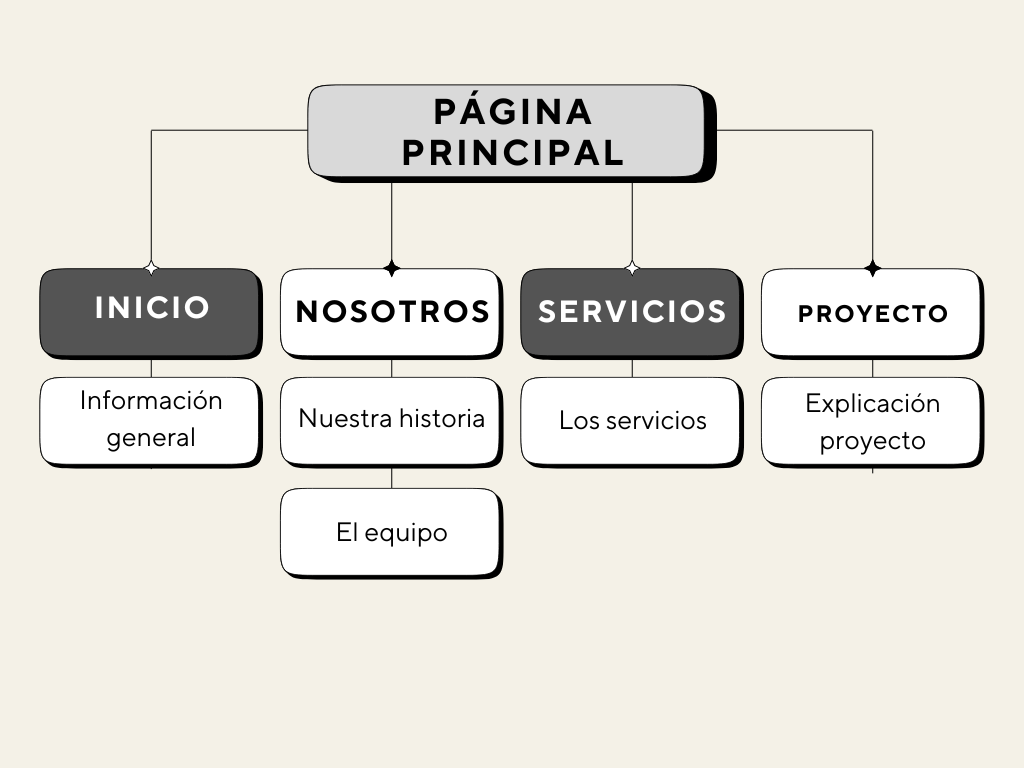 PÁGINA
PRINCIPAL
INICIO
NOSOTROS
SERVICIOS
PROYECTO
Información
general
Nuestra historia
Los servicios
Explicación
proyecto
El equipo